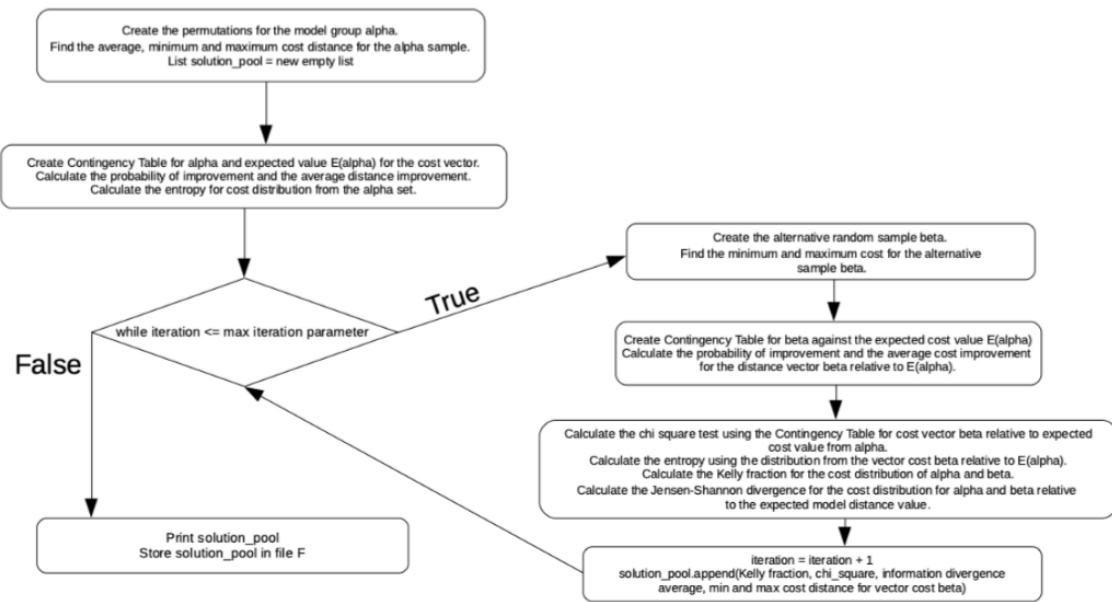 Create the permutations for the model group alpha.
Find the average, minimum and maximum cost distance for the alpha sample.
List solution_pool = new empty list
Create Contingency Table for alpha and expected value E(alpha) for the cost vector.
Calculate the probability of improvement and the average distance improvement.
Calculate the entropy for cost distribution from the alpha set.
while iteration <= max iteration parameter
True
False
Create the alternative random sample beta.
Find the minimum and maximum cost for the alternative
sample beta.
Create Contingency Table for beta against the expected cost value E(alpha)
Calculate the probability of improvement and the average cost improvement
for the distance vector beta relative to E(alpha).
Calculate the chi square test using the Contingency Table for cost vector beta relative to expected
cost value from alpha.
Calculate the entropy using the distribution from the vector cost beta relative to E(alpha).
Calculate the Kelly fraction for the cost distribution of alpha and beta.
Calculate the Jensen-Shannon divergence for the cost distribution for alpha and beta relative
to the expected model distance value.
iteration = iteration + 1
solution_pool.append(Kelly fraction, chi_square, information divergence
average, min and max cost distance for vector cost beta)
Print solution_pool
Store solution_pool in file F